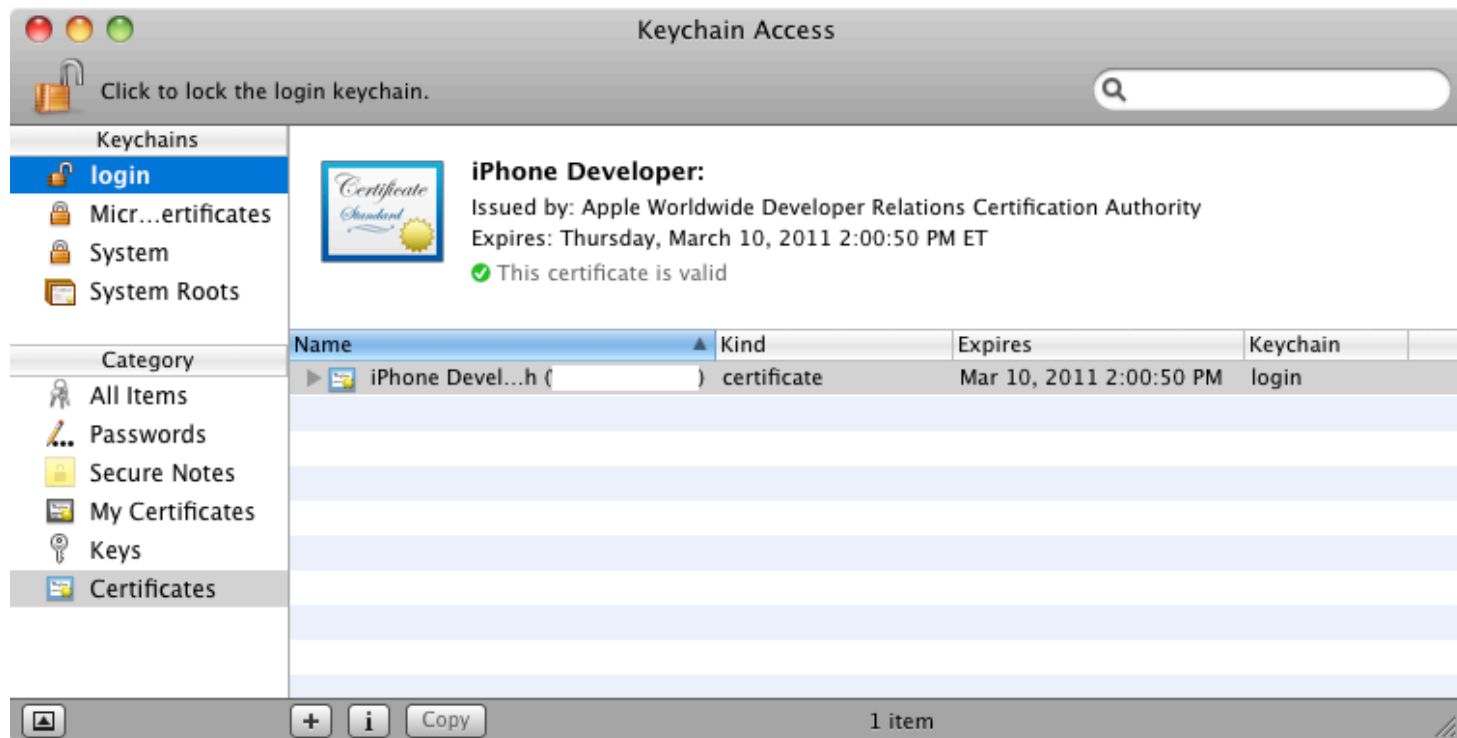 Keychain Access
Click to lock the login keychain.
Keychains
login
Micr...ertificates
System
System Roots
Category
All Items
Passwords
Secure Notes
My Certificates
Keys
Certificates
Certificate
Standard
iPhone Developer:
Issued by: Apple Worldwide Developer Relations Certification Authority
Expires: Thursday, March 10, 2011 2:00:50 PM ET
This certificate is valid
Name Kind Expires Keychain
iPhone Devel...h ( ) certificate Mar 10, 2011 2:00:50 PM login
+ i Copy 1 item